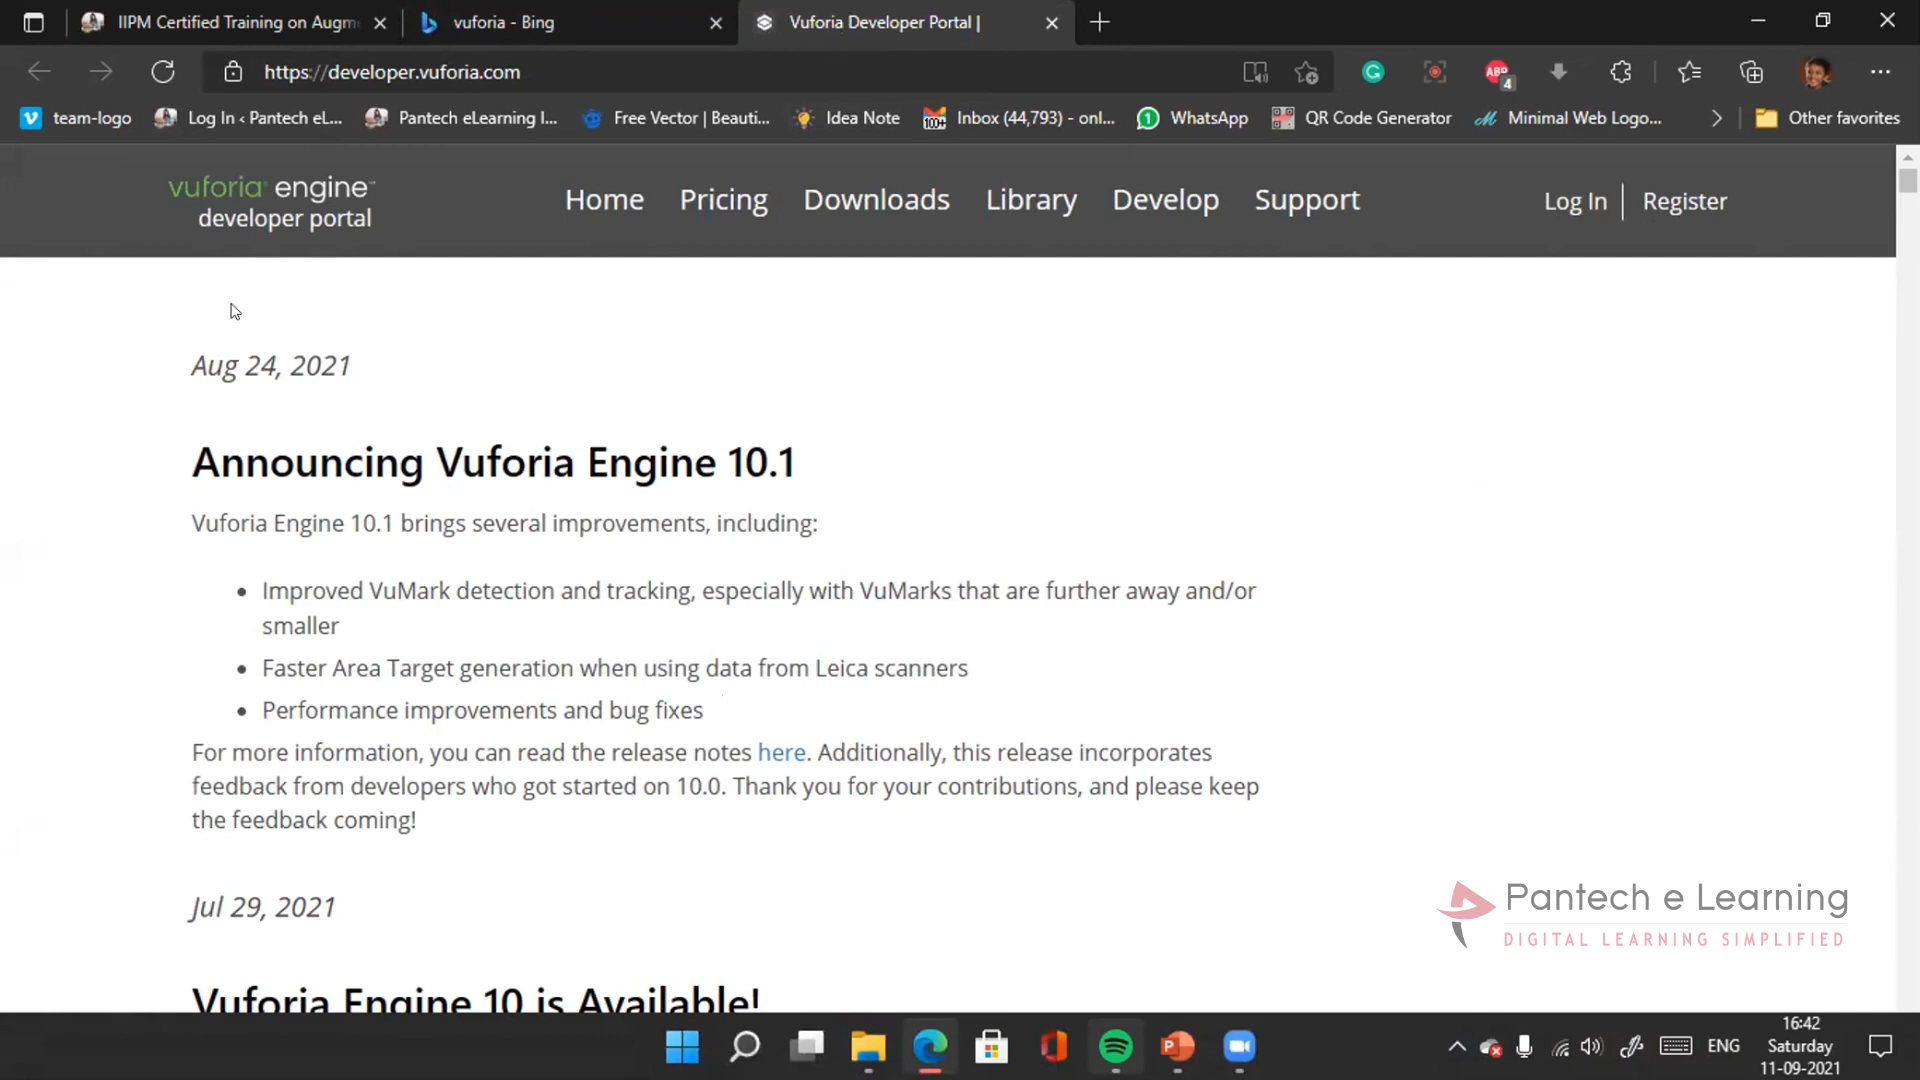 IIPM Certified Training on Augm
vuforia - Bing
Vuforia Developer Portal |
https://developer.vuforia.com
ABP
4
team-logo
Log In ‹ Pantech eL...
Pantech eLearning I...
Free Vector | Beauti...
Idea Note
100+
Inbox (44,793) - onl...
1
WhatsApp
QR Code Generator
Minimal Web Logo...
Other favorites
vuforia® engine™
developer portal
Home
Pricing
Downloads
Library
Develop
Support
Log In
Register
Aug 24, 2021
Announcing Vuforia Engine 10.1
Vuforia Engine 10.1 brings several improvements, including:
• Improved VuMark detection and tracking, especially with VuMarks that are further away and/or
smaller
• Faster Area Target generation when using data from Leica scanners
• Performance improvements and bug fixes
For more information, you can read the release notes here. Additionally, this release incorporates
feedback from developers who got started on 10.0. Thank you for your contributions, and please keep
the feedback coming!
Jul 29, 2021
Vuforia Engine 10 is Available!
Pantech e Learning
DIGITAL LEARNING SIMPLIFIED
ENG
16:42
Saturday
11-09-2021